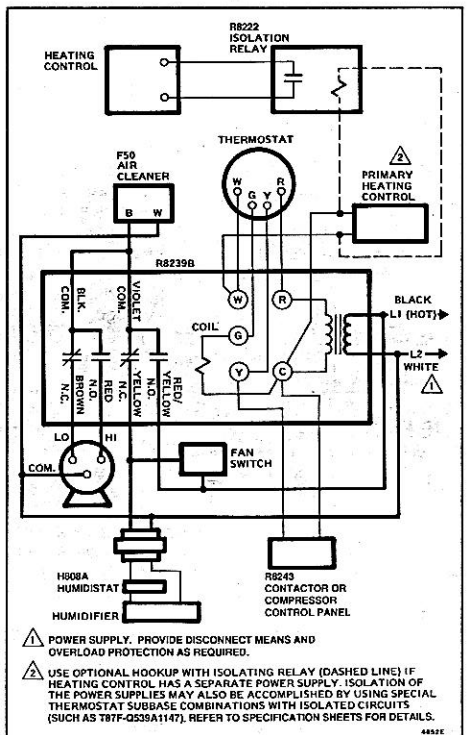 R8222
ISOLATION
RELAY
HEATING
CONTROL
THERMOSTAT
F50
AIR
CLEANER
W
G
Y
R
2
PRIMARY
HEATING
CONTROL
B W
R8239B
BLK.
COM.
VIOLET
COM.
W
R
BLACK
L1 (HOT)
COIL
G
L2
WHITE
1
N.C.
BROWN
N.O.
RED
N.C.
YELLOW
N.O.
RED/
YELLOW
Y
C
LO
HI
COM.
FAN
SWITCH
H808A
HUMIDISTAT
HUMIDIFIER
R8243
CONTACTOR OR
COMPRESSOR
CONTROL PANEL
1 POWER SUPPLY. PROVIDE DISCONNECT MEANS AND
OVERLOAD PROTECTION AS REQUIRED.
2 USE OPTIONAL HOOKUP WITH ISOLATING RELAY (DASHED LINE) IF
HEATING CONTROL HAS A SEPARATE POWER SUPPLY. ISOLATION OF
THE POWER SUPPLIES MAY ALSO BE ACCOMPLISHED BY USING SPECIAL
THERMOSTAT SUBBASE COMBINATIONS WITH ISOLATED CIRCUITS
(SUCH AS T87F-Q539A1147). REFER TO SPECIFICATION SHEETS FOR DETAILS.